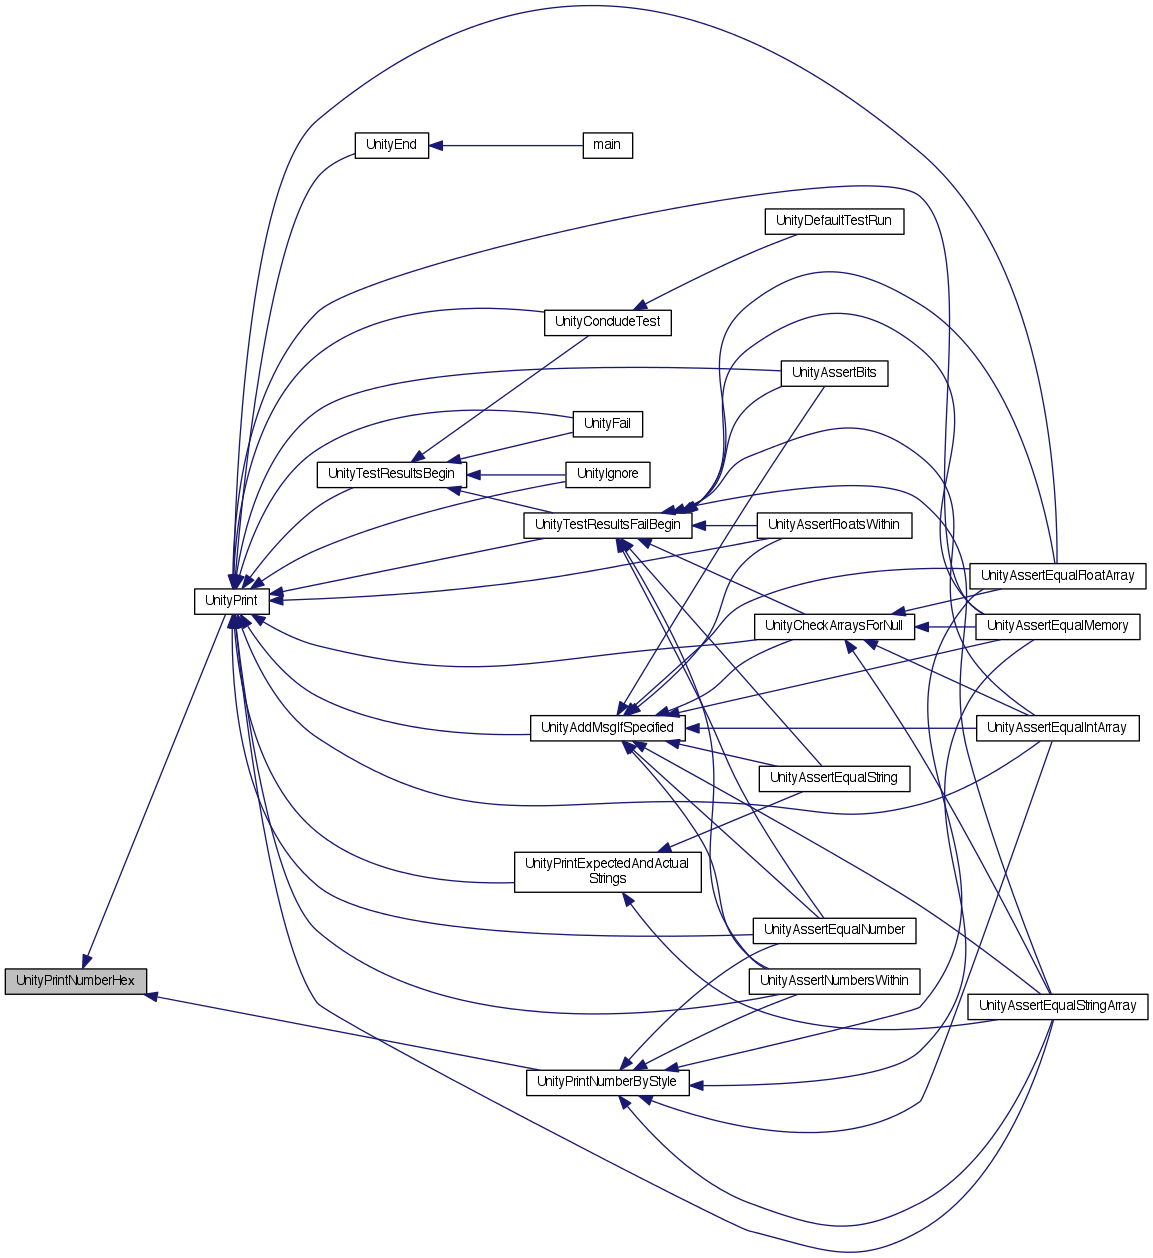 UnityEnd
main
UnityDefaultTestRun
UnityConcludeTest
UnityAssertBits
UnityFail
UnityTestResultsBegin
UnityIgnore
UnityTestResultsFailBegin
UnityAssertFloatsWithin
UnityAssertEqualFloatArray
UnityPrint
UnityCheckArraysForNull
UnityAssertEqualMemory
UnityAddMsgIfSpecified
UnityAssertEqualIntArray
UnityAssertEqualString
UnityPrintExpectedAndActual
Strings
UnityAssertEqualNumber
UnityPrintNumberHex
UnityAssertNumbersWithin
UnityAssertEqualStringArray
UnityPrintNumberByStyle